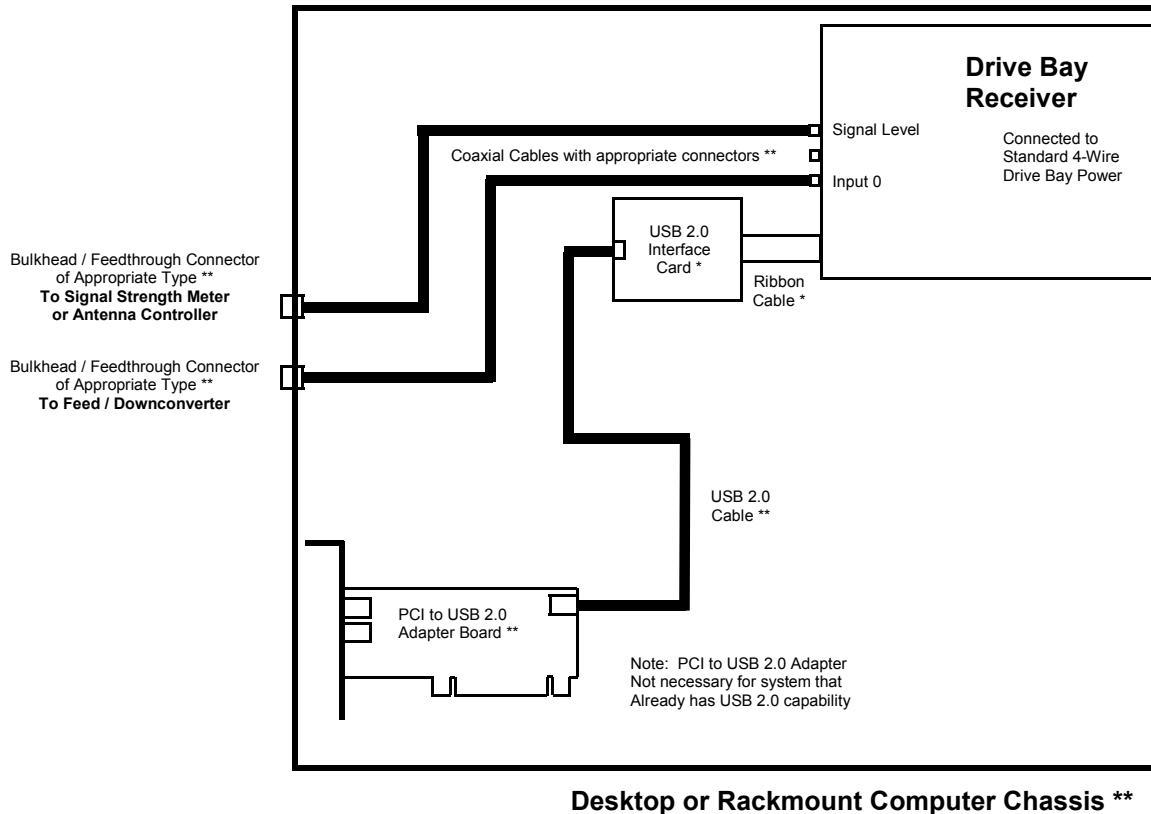 Drive Bay
Receiver
Signal Level
Connected to
Standard 4-Wire
Drive Bay Power
Coaxial Cables with appropriate connectors **
Input 0
USB 2.0
Interface
Card *
Ribbon
Cable *
Bulkhead / Feedthrough Connector
of Appropriate Type **
To Signal Strength Meter
or Antenna Controller
Bulkhead / Feedthrough Connector
of Appropriate Type **
To Feed / Downconverter
USB 2.0
Cable **
PCI to USB 2.0
Adapter Board **
Note: PCI to USB 2.0 Adapter
Not necessary for system that
Already has USB 2.0 capability
Desktop or Rackmount Computer Chassis **